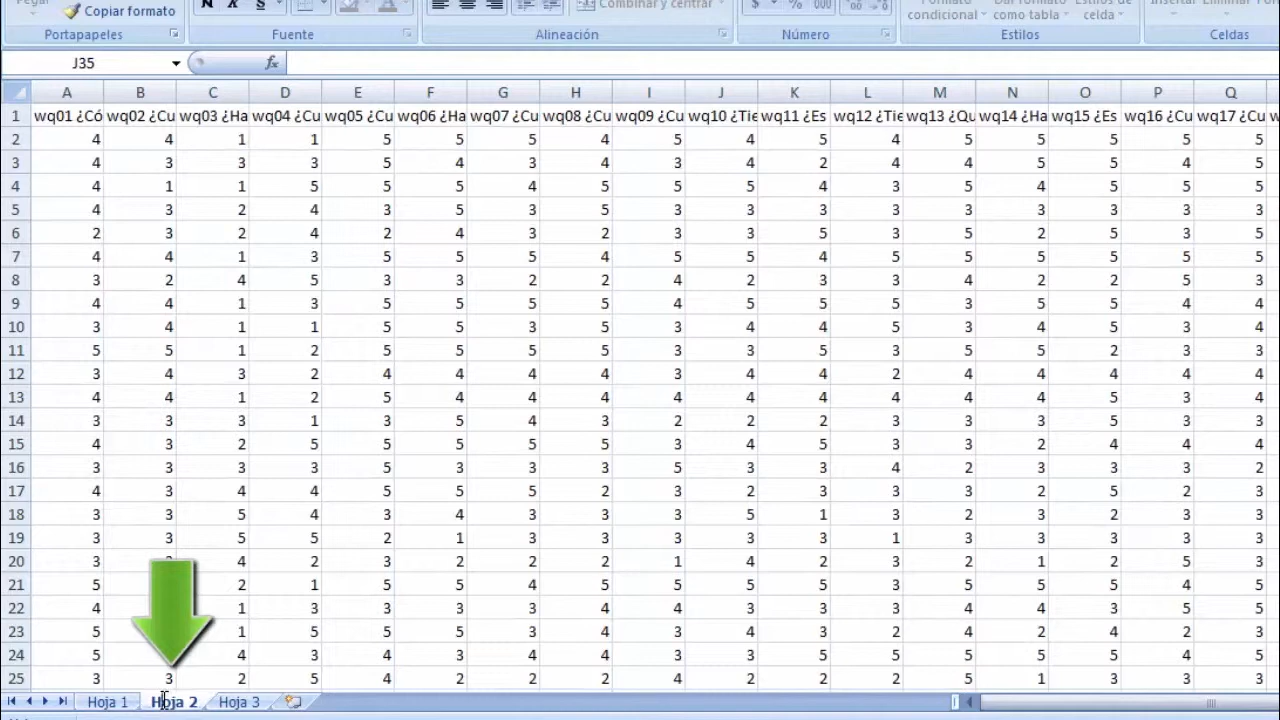 Pegar
Copiar formato
N K S
A
Combinar y centrar
$ % 000
Formato condicional
Dar formato como tabla
Estilos de celda
Insertar Eliminar
Portapapeles Fuente Alineación Número Estilos Celdas
J35 fx
A B C D E F G H I J K L M N O P Q
1 wq01 ¿Có wq02 ¿Cu wq03 ¿Ha wq04 ¿Cu wq05 ¿Cu wq06 ¿Ha wq07 ¿Cu wq08 ¿Cu wq09 ¿Cu wq10 ¿Tie wq11 ¿Es wq12 ¿Tie wq13 ¿Qu wq14 ¿Ha wq15 ¿Es wq16 ¿Cu wq17 ¿Cu
2 4 4 1 1 5 5 5 4 5 4 5 4 5 5 5 5 5
3 4 3 3 3 5 4 3 4 3 4 2 4 4 5 5 4 5
4 4 1 1 5 5 5 4 5 5 5 4 3 5 4 5 5 5
5 4 3 2 4 3 5 3 5 3 3 3 3 3 3 3 3 3
6 2 3 2 4 2 4 3 2 3 3 5 3 5 2 5 3 5
7 4 4 1 3 5 5 5 4 5 5 4 5 5 5 5 5 5
8 3 2 4 5 3 3 2 2 4 2 3 3 4 2 2 5 3
9 4 4 1 3 5 5 5 5 4 5 5 5 3 5 5 4 4
10 3 4 1 1 5 5 3 5 3 4 4 5 3 4 5 3 4
11 5 5 1 2 5 5 5 5 3 3 5 3 5 5 2 3 3
12 3 4 3 2 4 4 4 4 3 4 4 2 4 4 4 4 4
13 4 4 1 2 5 4 4 4 4 4 4 4 4 4 5 3 4
14 3 3 3 1 3 5 4 3 2 2 2 3 3 3 5 3 3
15 4 3 2 5 5 5 5 5 3 4 5 3 3 2 4 4 4
16 3 3 3 3 5 3 3 3 5 3 3 4 2 3 3 3 2
17 4 3 4 4 5 5 5 2 3 2 3 3 3 2 5 2 3
18 3 3 5 4 3 4 3 3 3 5 1 3 2 3 2 3 3
19 3 3 5 5 2 1 3 3 3 3 3 1 3 3 3 3 3
20 3 4 2 3 2 2 2 1 4 2 3 2 1 2 5 3
21 5 2 1 5 5 4 5 5 5 5 3 5 5 5 4 5
22 4 1 3 3 3 3 4 4 3 3 3 4 4 3 5 5
23 5 1 5 5 5 3 4 3 4 3 2 4 2 4 2 3
24 5 4 3 4 3 4 4 3 3 5 5 5 5 5 4 5
25 3 3 2 5 4 2 2 2 4 2 2 2 5 1 3 3 3
Hoja 1 Hoja 2 Hoja 3